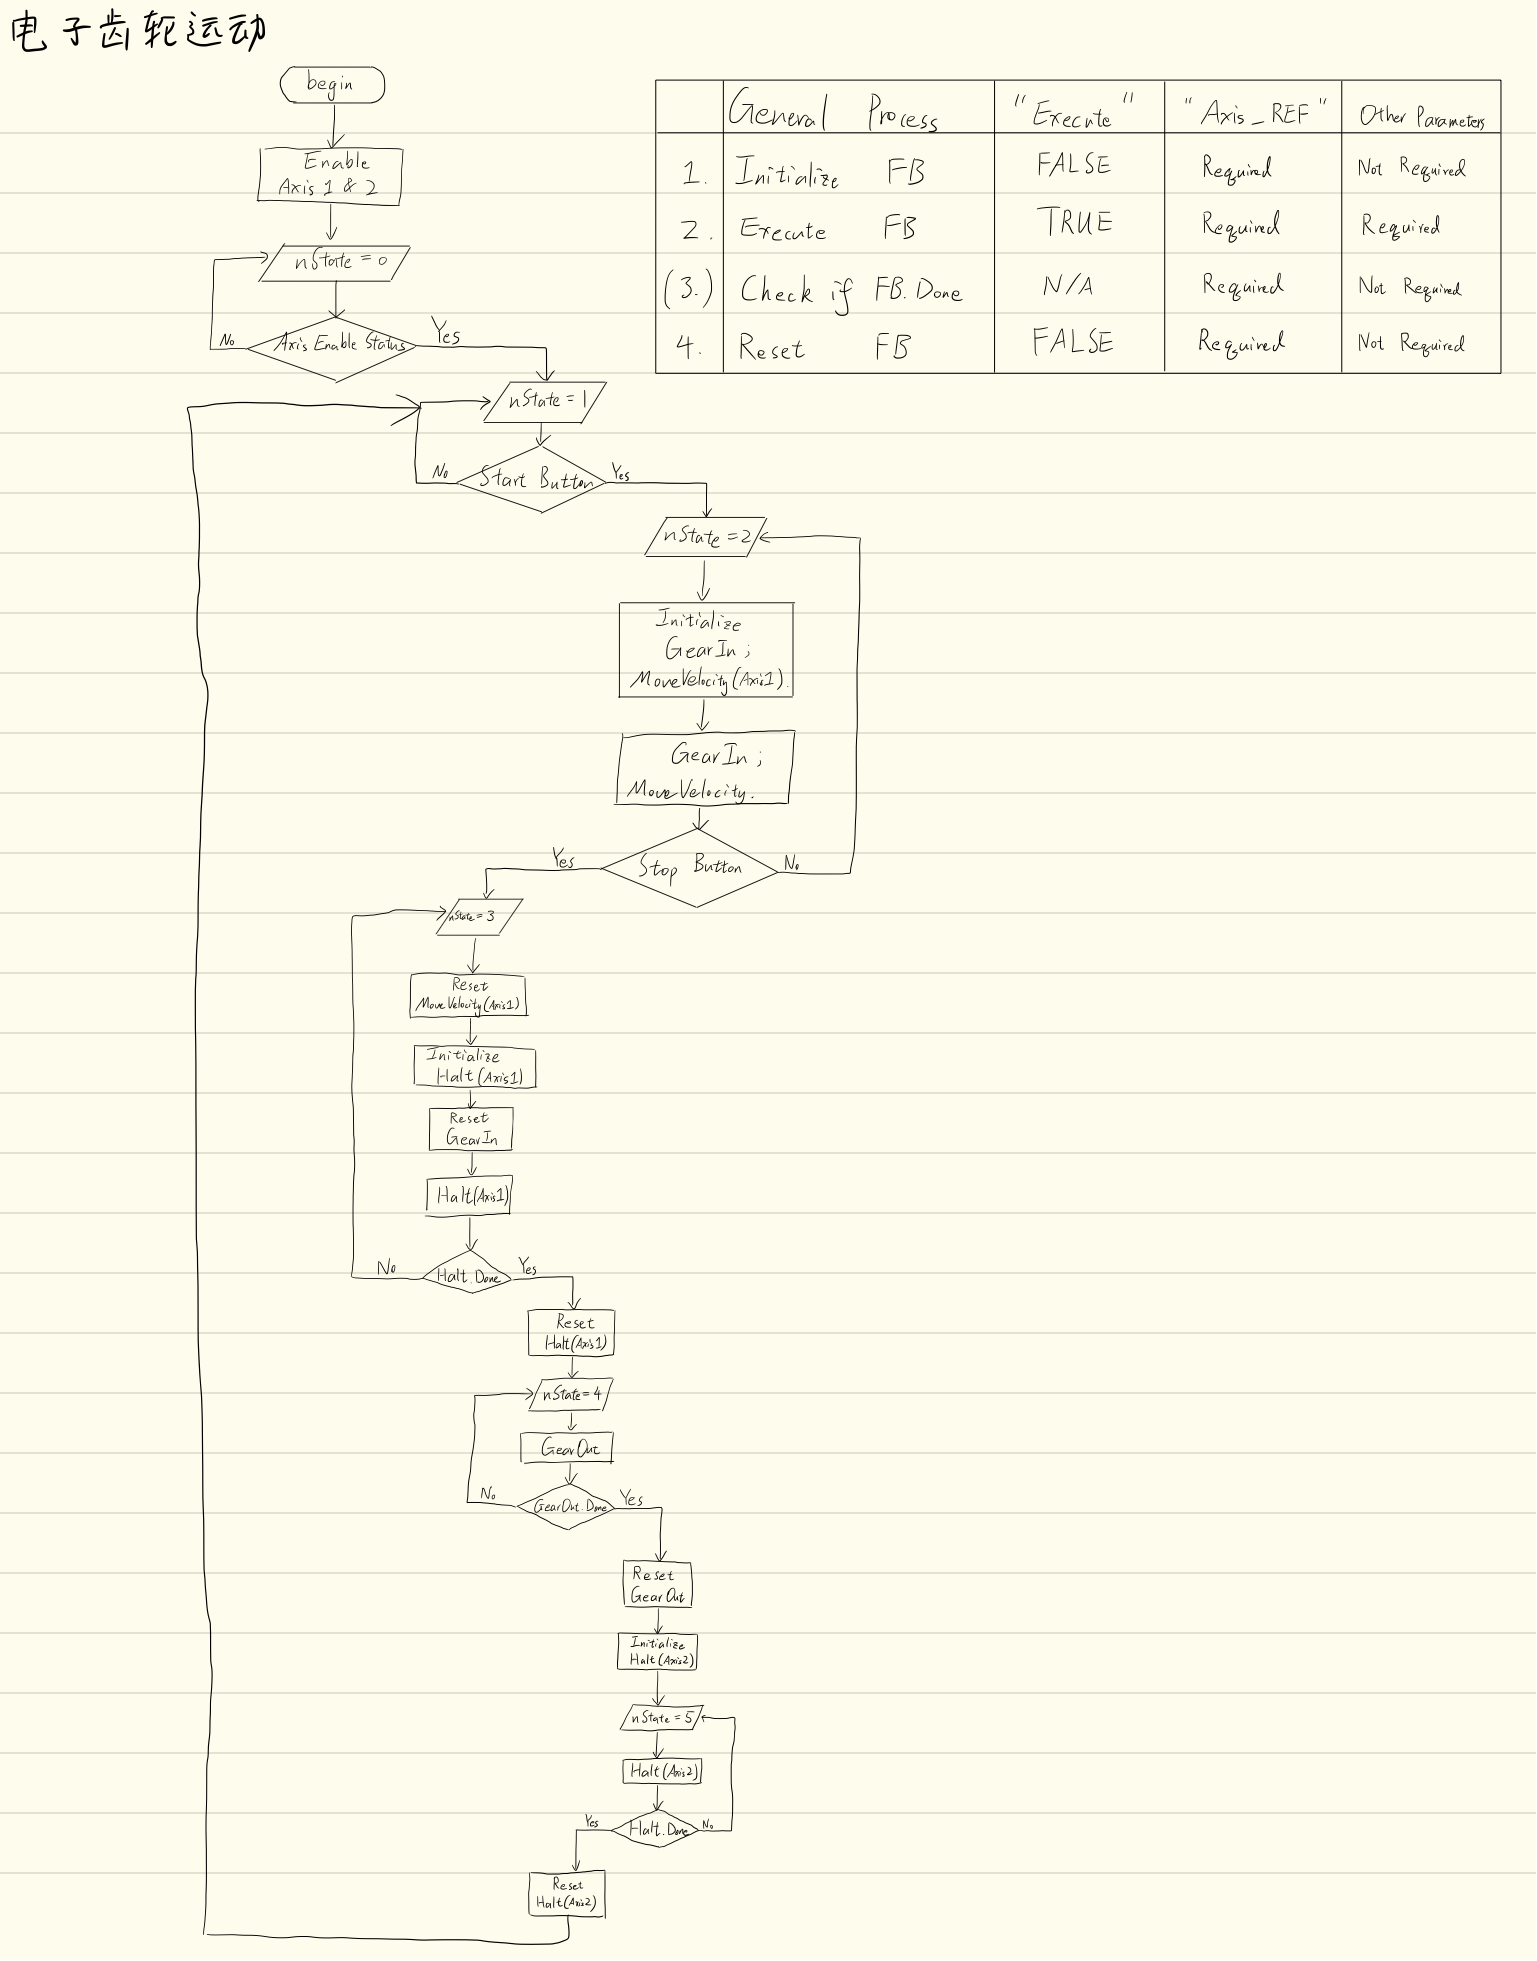 电子齿轮运动
begin
Enable
Axis 1 & 2
nState = 0
Axis Enable Status
No
Yes
General Process "Execute" "Axis_REF" Other Parameters
1. Initialize FB FALSE Required Not Required
2. Execute FB TRUE Required Required
(3.) Check if FB.Done N/A Required Not Required
4. Reset FB FALSE Required Not Required
nState = 1
Start Button
No
Yes
nState = 2
Initialize
GearIn;
MoveVelocity(Axis1).
GearIn;
MoveVelocity.
Stop Button
Yes
No
nState = 3
Reset
MoveVelocity(Axis1)
Initialize
Halt(Axis1)
Reset
GearIn
Halt(Axis1)
Halt.Done
No
Yes
Reset
Halt(Axis1)
nState = 4
GearOut
GearOut.Done
No
Yes
Reset
GearOut
Initialize
Halt(Axis2)
nState = 5
Halt(Axis2)
Halt.Done
Yes
No
Reset
Halt(Axis2)